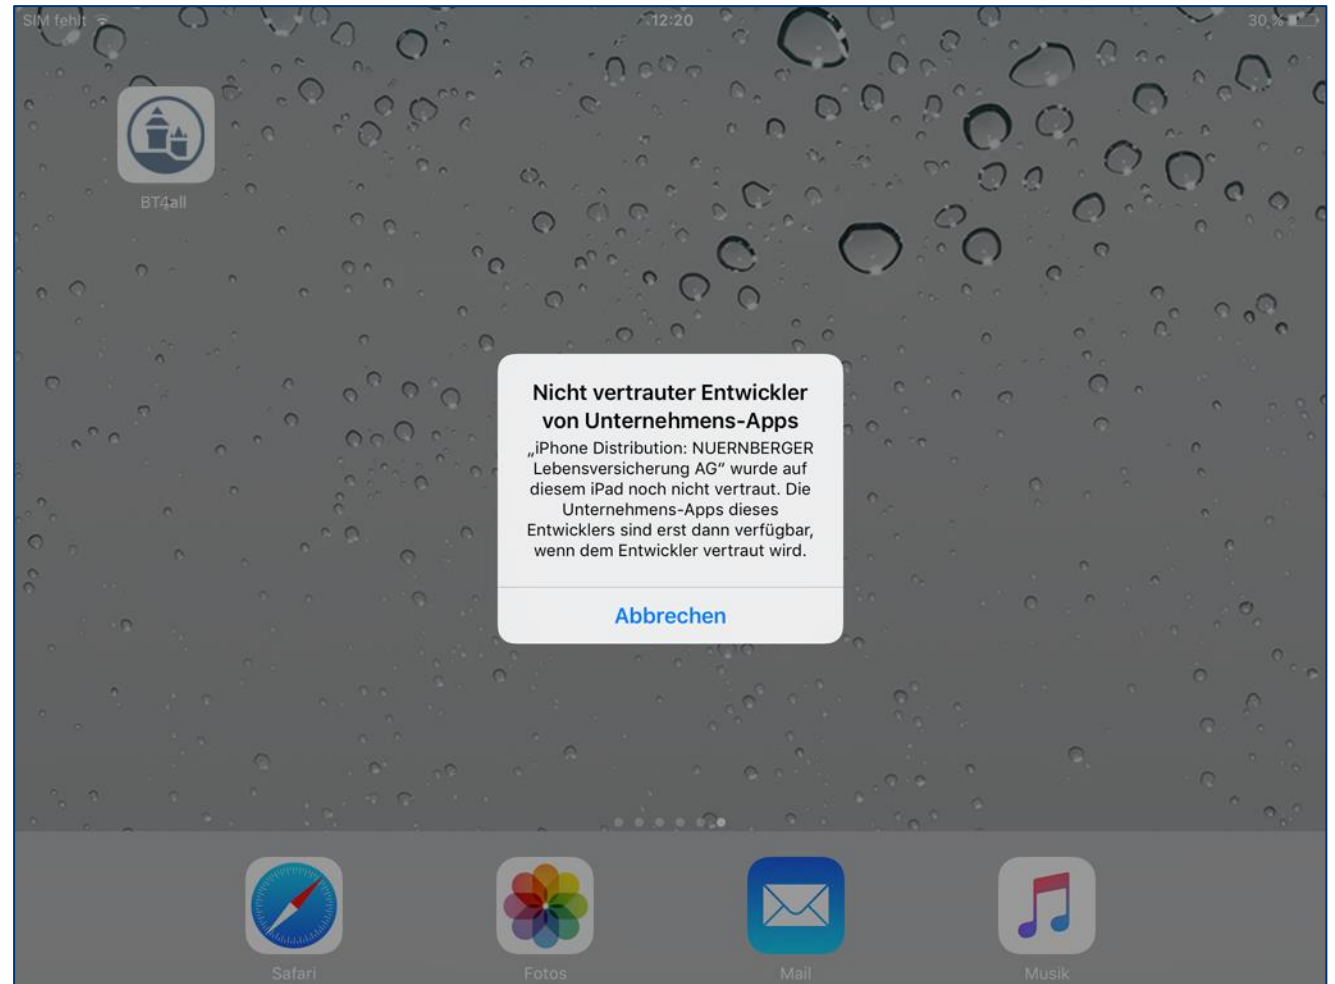 SIM fehlt 12:20 30 %
BT4all
Nicht vertrauter Entwickler
von Unternehmens-Apps
„iPhone Distribution: NUERNBERGER
Lebensversicherung AG“ wurde auf
diesem iPad noch nicht vertraut. Die
Unternehmens-Apps dieses
Entwicklers sind erst dann verfügbar,
wenn dem Entwickler vertraut wird.
Abbrechen
Safari Fotos Mail Musik